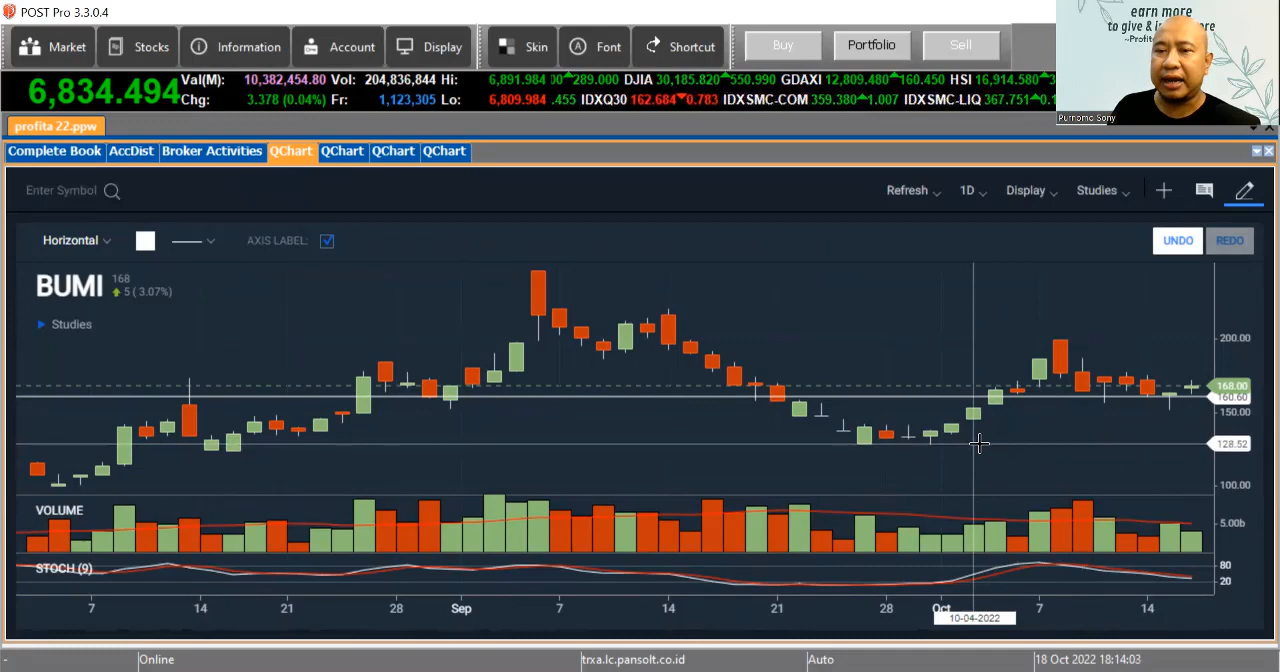 POST Pro 3.3.0.4
earn more
Market Stocks Information Account Display Skin Font Shortcut Buy Portfolio Sell
6,834.494
Val(M): 10,382,454.80 Vol: 204,836,844 Hi: 6,891.984
Chg: 3.378 (0.04%) Fr: 1,123,305 Lo: 6,809.984
289.000 DJIA 30,185.820 550.990 GDAXI 12,809.480 160.450 HSI 16,914.580
.455 IDXQ30 162.684 0.783 IDXSMC-COM 359.380 1.007 IDXSMC-LIQ 367.751
Purnomo Sony
profita 22.ppw
Complete Book AccDist Broker Activities QChart QChart QChart QChart
Enter Symbol Refresh 1D Display Studies
Horizontal AXIS LABEL: UNDO REDO
BUMI 168
5 ( 3.07%)
Studies
200.00
168.00
160.60
150.00
128.52
100.00
VOLUME
5.00b
STOCH (9)
80
20
7 14 21 28 Sep 7 14 21 28 Oct 7 14
10-04-2022
- Online trxa.lc.pansolt.co.id Auto 18 Oct 2022 18:14:03